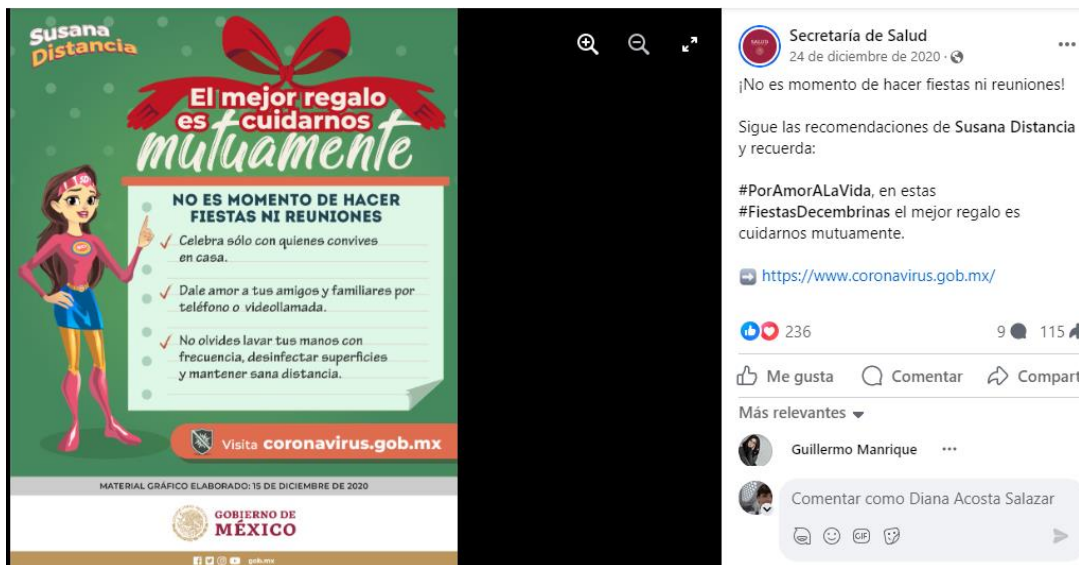 Susana
Distancia
El mejor regalo
es cuidarnos
mutuamente
NO ES MOMENTO DE HACER
FIESTAS NI REUNIONES
Celebra sólo con quienes convives
en casa.
Dale amor a tus amigos y familiares por
teléfono o videollamada.
No olvides lavar tus manos con
frecuencia, desinfectar superficies
y mantener sana distancia.
Visita coronavirus.gob.mx
MATERIAL GRÁFICO ELABORADO: 15 DE DICIEMBRE DE 2020
GOBIERNO DE
MÉXICO
gob.mx
SALUD
Secretaría de Salud
24 de diciembre de 2020
¡No es momento de hacer fiestas ni reuniones!
Sigue las recomendaciones de Susana Distancia
y recuerda:
#PorAmorALaVida, en estas
#FiestasDecembrinas el mejor regalo es
cuidarnos mutuamente.
https://www.coronavirus.gob.mx/
236 9 115
Me gusta Comentar Compart
Más relevantes
Guillermo Manrique
Comentar como Diana Acosta Salazar
GIF